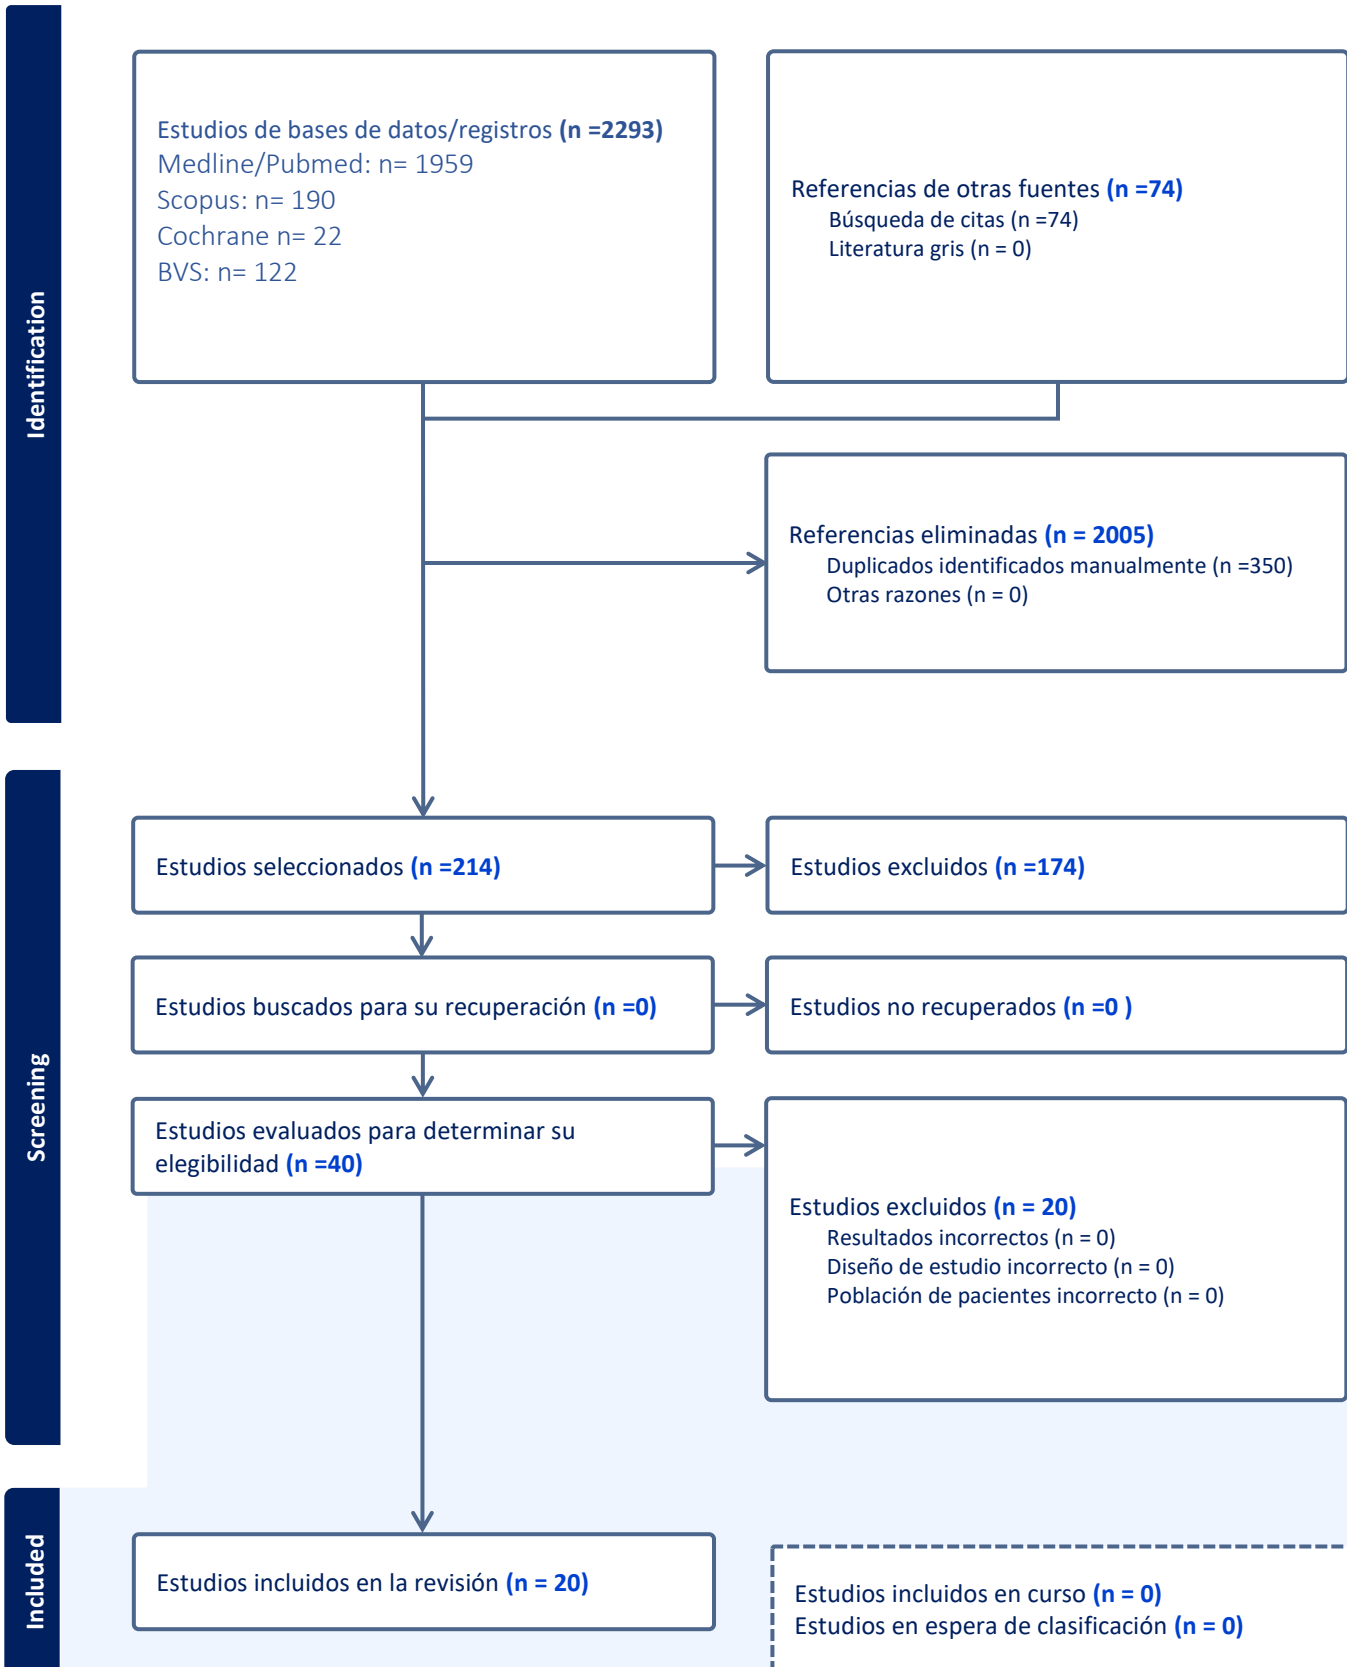 Identification
Estudios de bases de datos/registros (n =2293)
Medline/Pubmed: n= 1959
Scopus: n= 190
Cochrane n= 22
BVS: n= 122
Referencias de otras fuentes (n =74)
Búsqueda de citas (n =74)
Literatura gris (n = 0)
Referencias eliminadas (n = 2005)
Duplicados identificados manualmente (n =350)
Otras razones (n = 0)
Screening
Estudios seleccionados (n =214)
Estudios excluidos (n =174)
Estudios buscados para su recuperación (n =0)
Estudios no recuperados (n =0 )
Estudios evaluados para determinar su
elegibilidad (n =40)
Estudios excluidos (n = 20)
Resultados incorrectos (n = 0)
Diseño de estudio incorrecto (n = 0)
Población de pacientes incorrecto (n = 0)
Included
Estudios incluidos en la revisión (n = 20)
Estudios incluidos en curso (n = 0)
Estudios en espera de clasificación (n = 0)